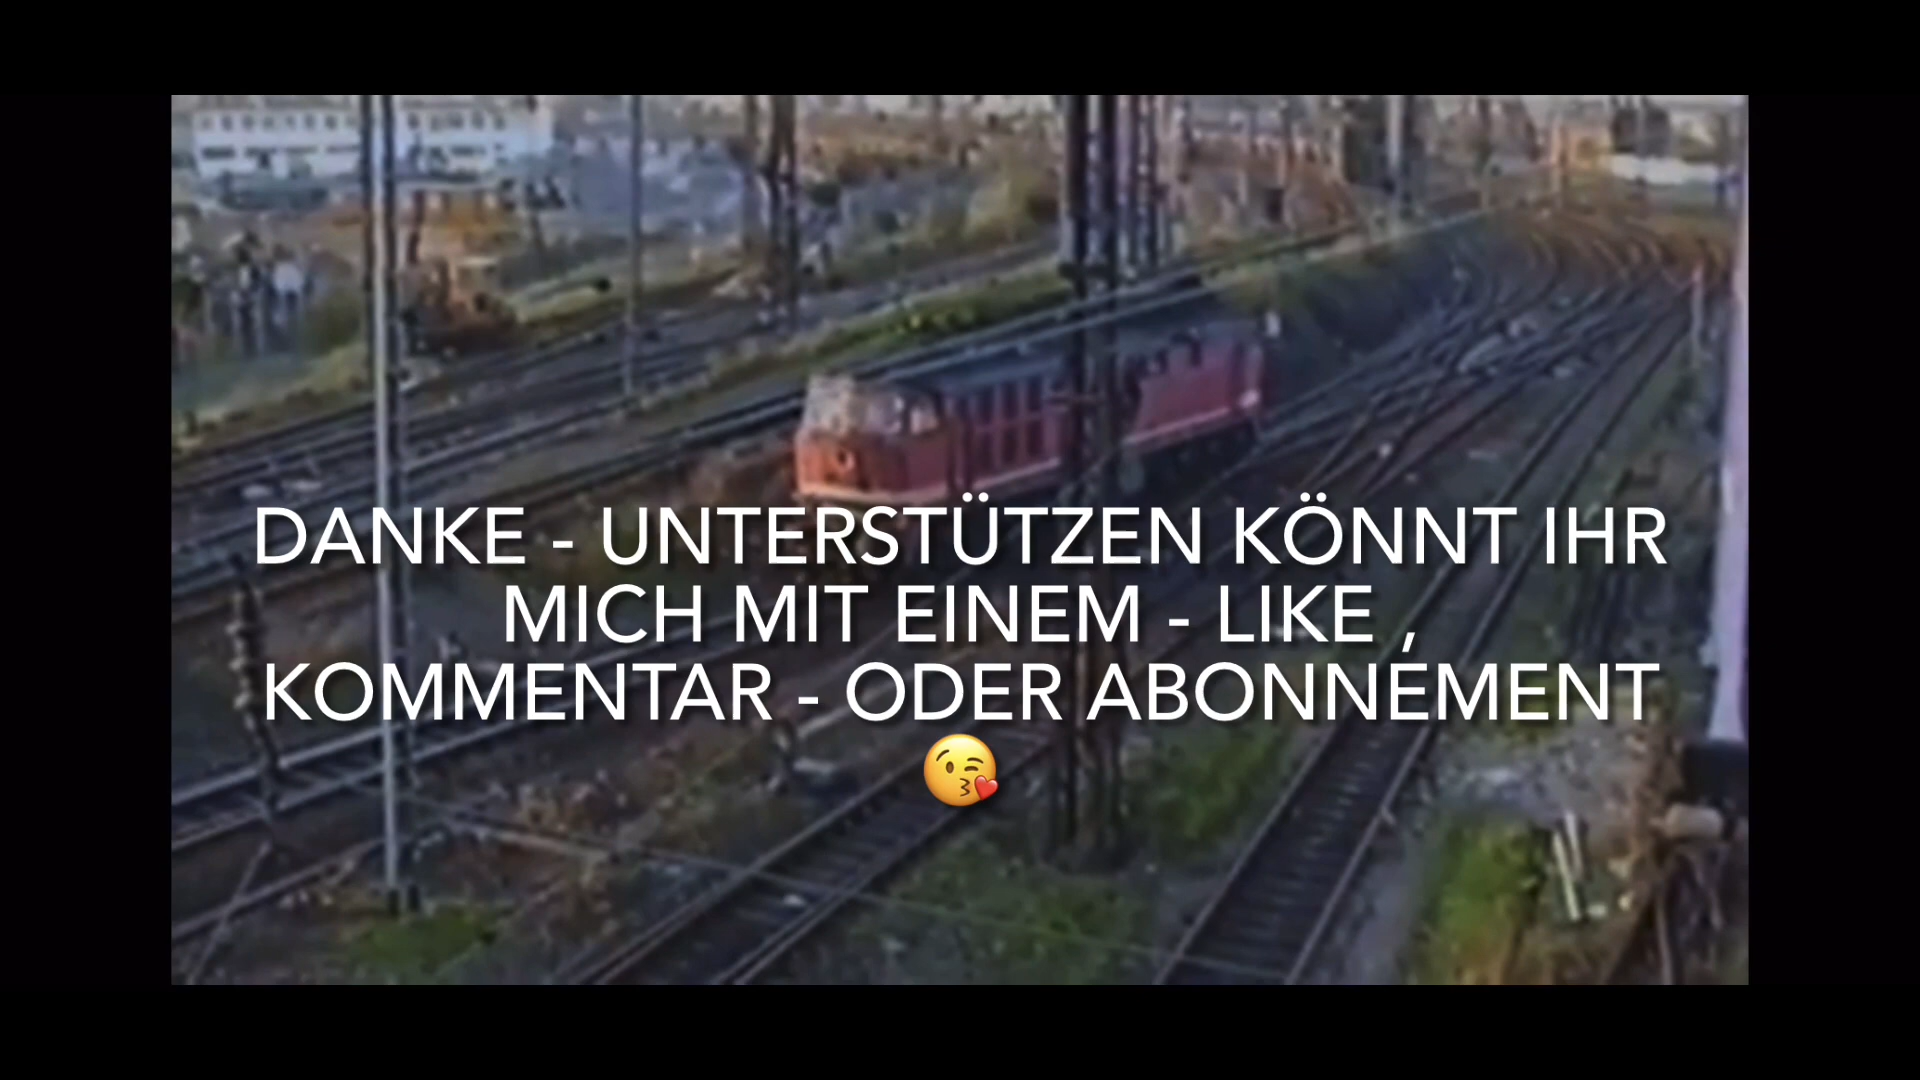 DANKE - UNTERSTÜTZEN KÖNNT IHR
MICH MIT EINEM - LIKE ,
KOMMENTAR - ODER ABONNEMENT
😘